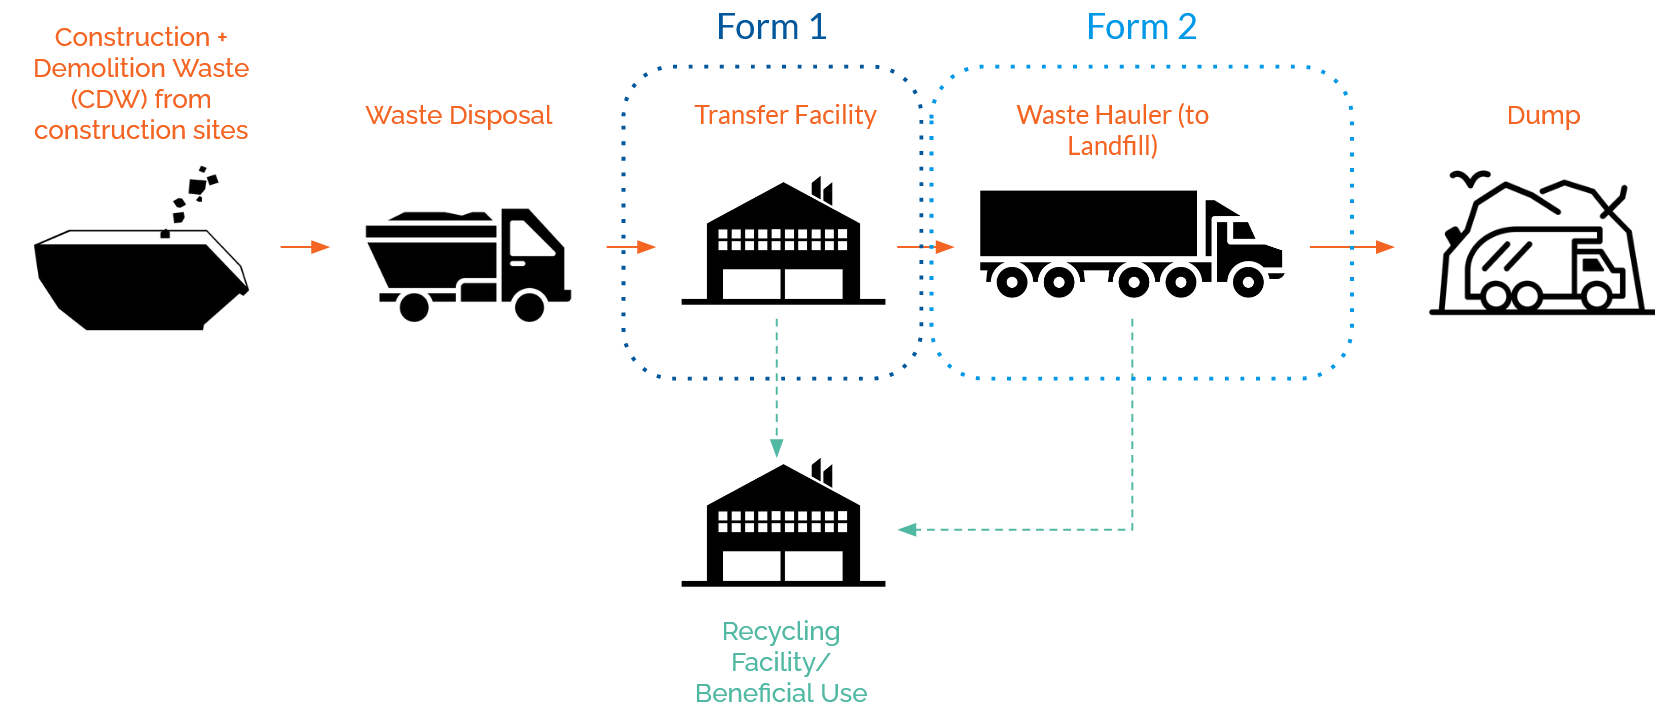 Form 1
Form 2
Construction +
Demolition Waste
(CDW) from
construction sites
Waste Disposal
Transfer Facility
Waste Hauler (to
Landfill)
Dump
Recycling
Facility/
Beneficial Use